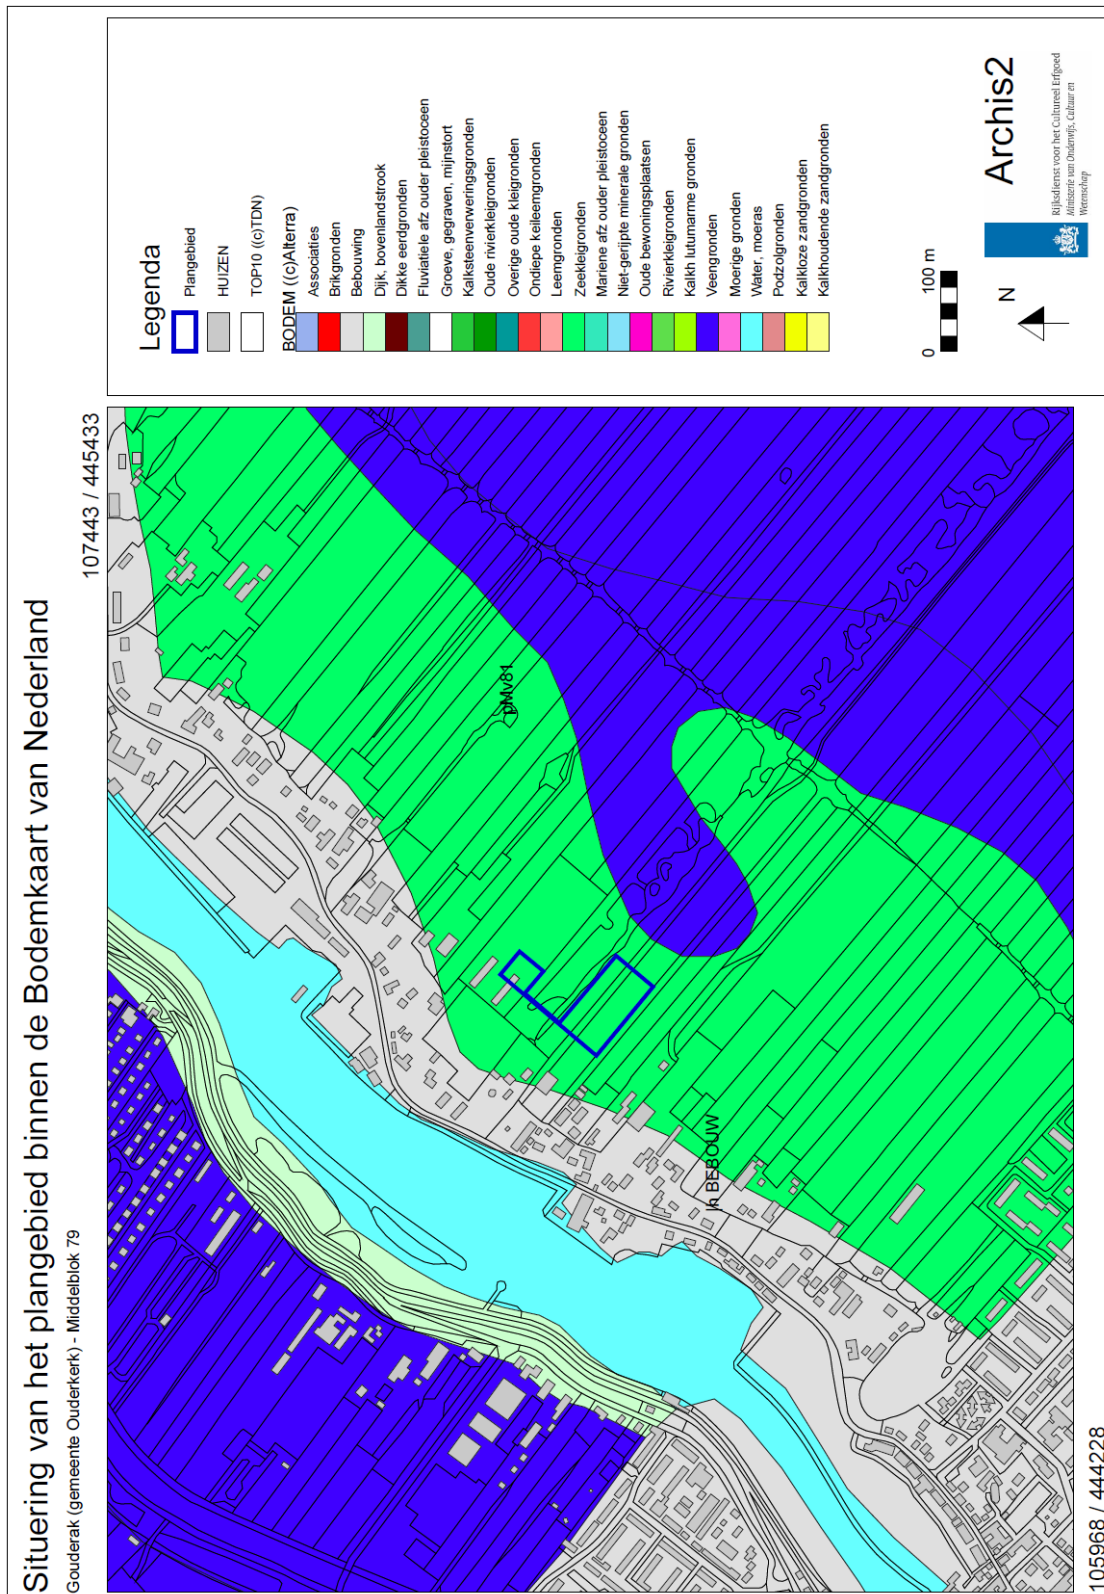 Situering van het plangebied binnen de Bodemkaart van Nederland
Gouderak (gemeente Ouderkerk) - Middelblok 79
107443 / 445433
pMv81
In BEBOUW
105968 / 444228
Legenda
Plangebied
HUIZEN
TOP10 ((c)TDN)
BODEM ((c)Alterra)
Associaties
Brikgronden
Bebouwing
Dijk, bovenlandstrook
Dikke eerdgronden
Fluviatiele afz ouder pleistoceen
Groeve, gegraven, mijnstort
Kalksteenverweringsgronden
Oude rivierkleigronden
Overige oude kleigronden
Ondiepe keileemgronden
Leemgronden
Zeekleigronden
Mariene afz ouder pleistoceen
Niet-gerijpte minerale gronden
Oude bewoningsplaatsen
Rivierkleigronden
Kalkh lutumarme gronden
Veengronden
Moerige gronden
Water, moeras
Podzolgronden
Kalkloze zandgronden
Kalkhoudende zandgronden
0 100 m
N
Archis2
Rijksdienst voor het Cultureel Erfgoed
Ministerie van Onderwijs, Cultuur en
Wetenschap